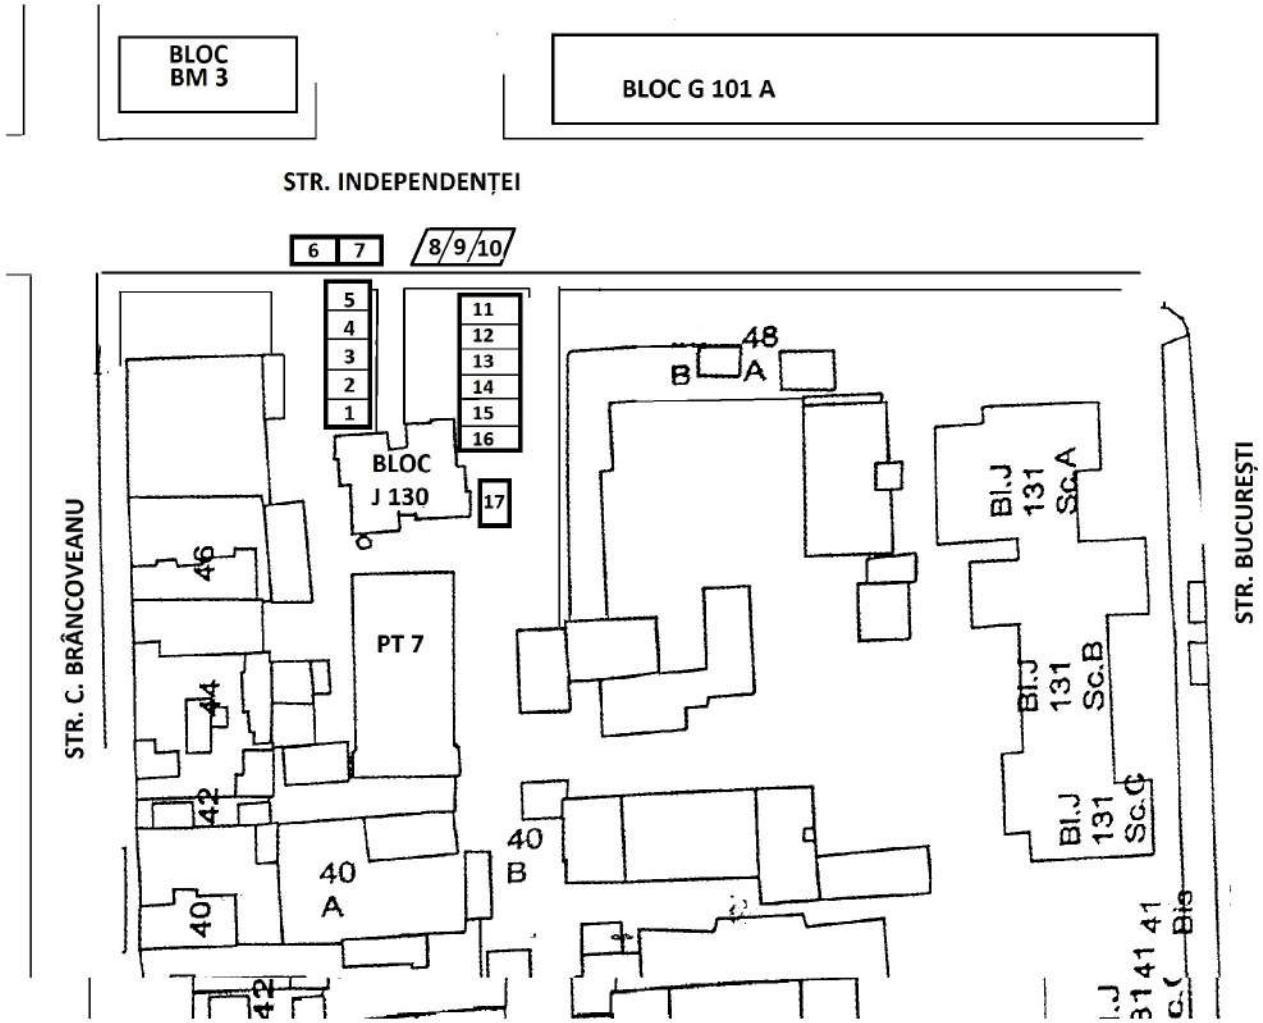 BLOC
BM 3
BLOC G 101 A
STR. INDEPENDENȚEI
6 7
8/9/10
5
4
3
2
1
11
12
13
14
15
16
17
BLOC
J 130
48
B A
Bl.J
131
Sc.A
STR. C. BRÂNCOVEANU
STR. BUCUREȘTI
46
PT 7
44
Bl.J
131
Sc.B
42
40
B
Bl.J
131
Sc.C
40
A
40
41
Bis
41
42